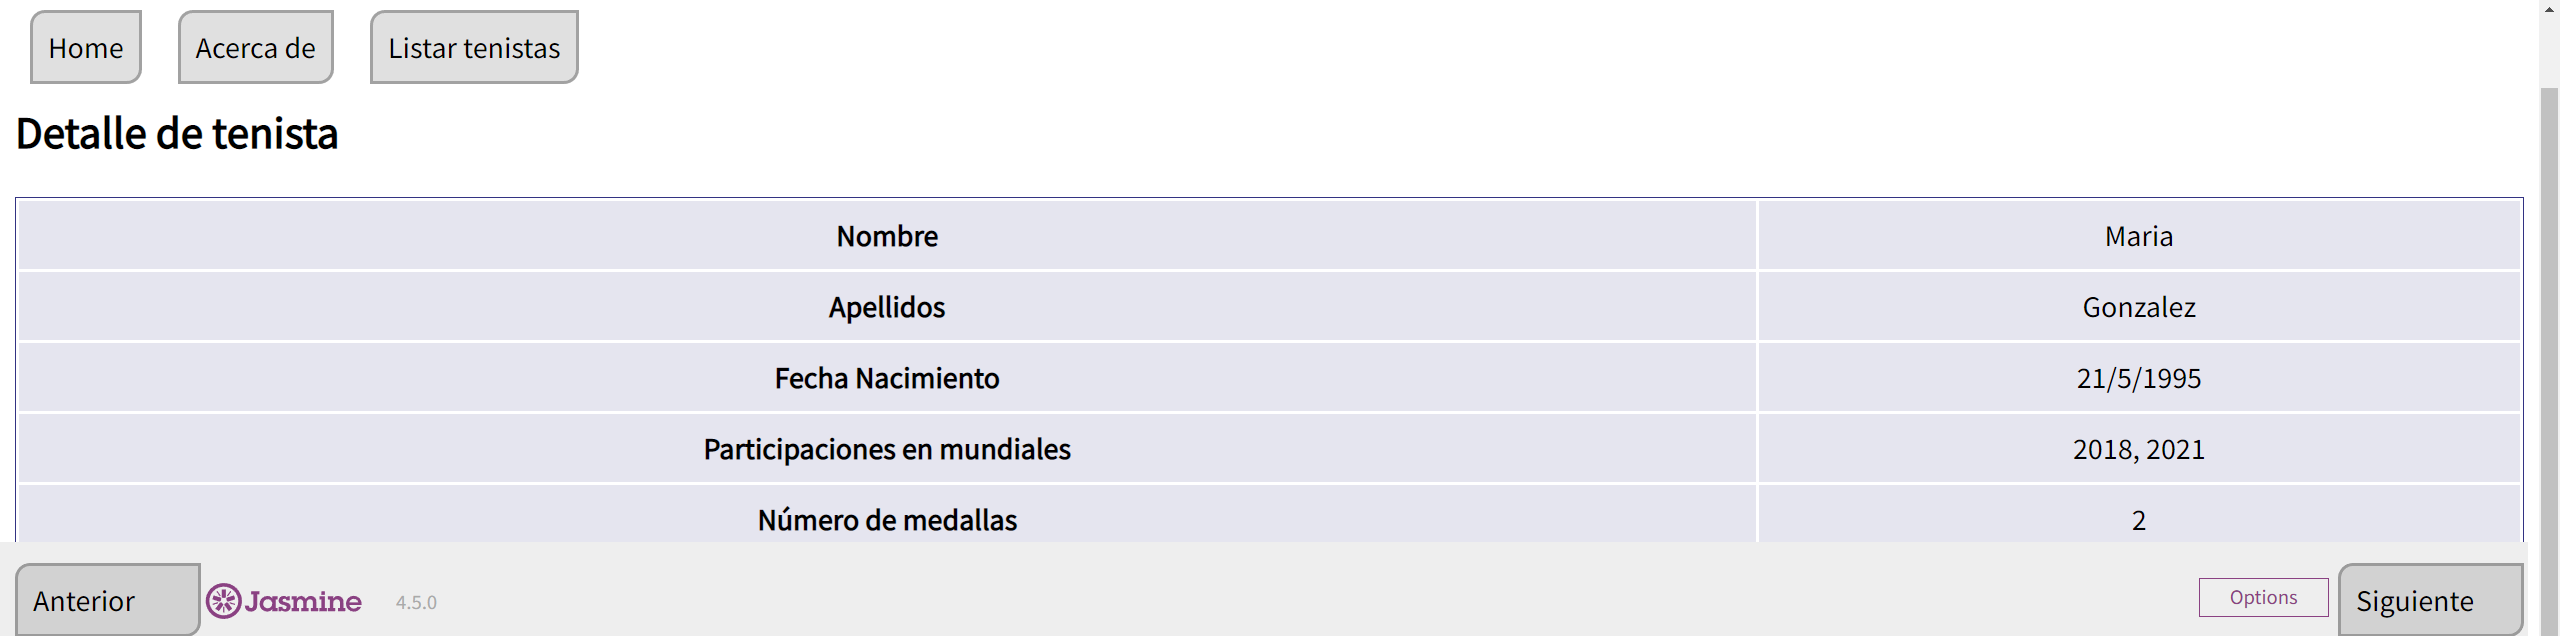 Home Acerca de Listar tenistas
Detalle de tenista
Nombre Maria
Apellidos Gonzalez
Fecha Nacimiento 21/5/1995
Participaciones en mundiales 2018, 2021
Número de medallas 2
Anterior Jasmine 4.5.0 Options Siguiente